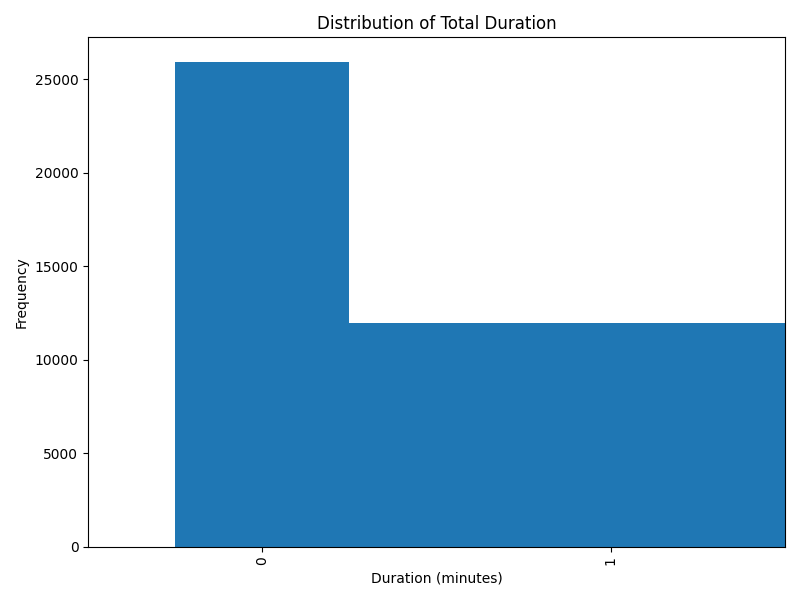 Distribution of Total Duration
25000
20000
15000
10000
5000
0
Frequency
0
1
Duration (minutes)